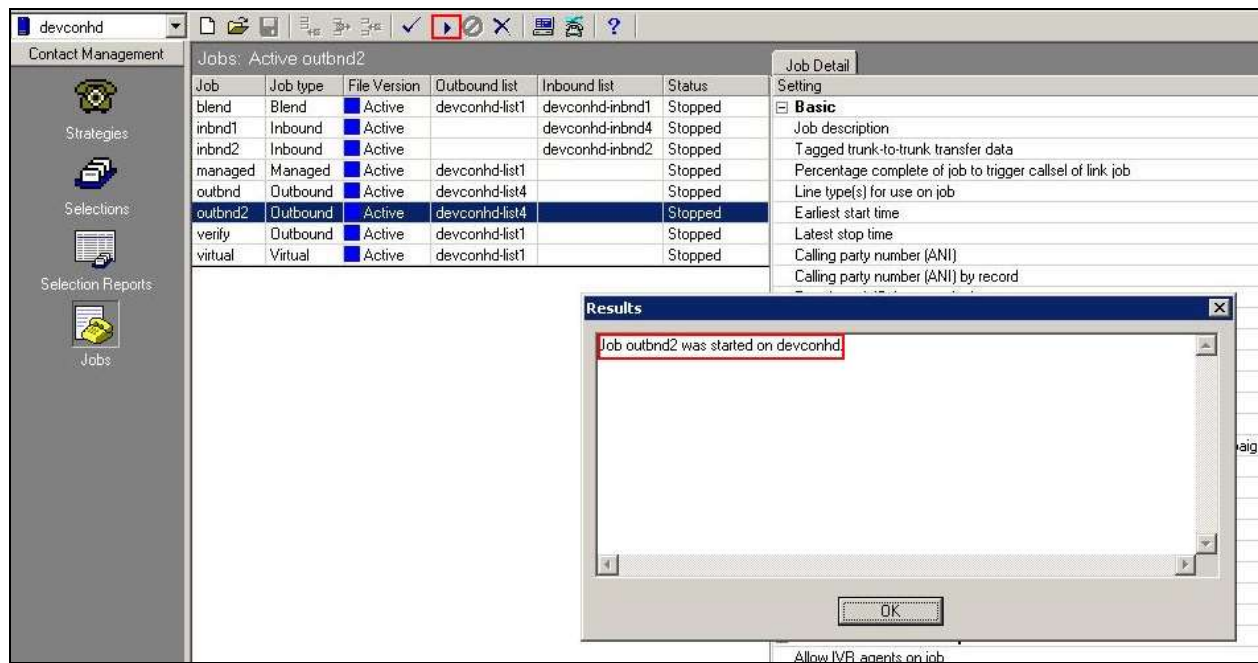 devconhd
Contact Management
Strategies
Selections
Selection Reports
Jobs
Jobs: Active outbnd2
Job Job type File Version Outbound list Inbound list Status
blend Blend Active devconhd-list1 devconhd-inbnd1 Stopped
inbnd1 Inbound Active devconhd-inbnd4 Stopped
inbnd2 Inbound Active devconhd-inbnd2 Stopped
managed Managed Active devconhd-list1 Stopped
outbnd Outbound Active devconhd-list4 Stopped
outbnd2 Outbound Active devconhd-list4 Stopped
verify Outbound Active devconhd-list1 Stopped
virtual Virtual Active devconhd-list1 Stopped
Job Detail
Setting
Basic
Job description
Tagged trunk-to-trunk transfer data
Percentage complete of job to trigger callsel of link job
Line type(s) for use on job
Earliest start time
Latest stop time
Calling party number (ANI)
Calling party number (ANI) by record
Results
Job outbnd2 was started on devconhd.
OK
aig
Allow IVR agents on job